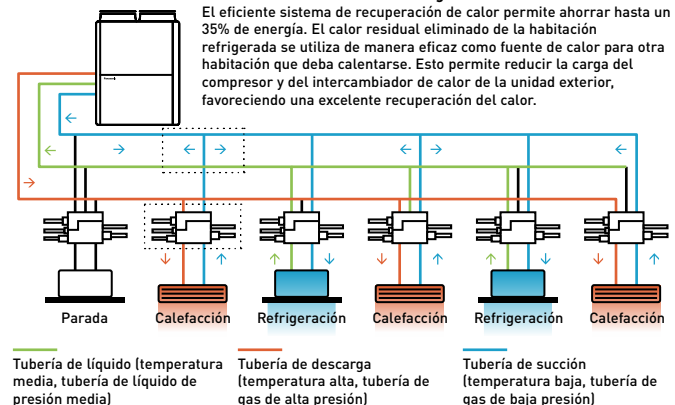 El eficiente sistema de recuperación de calor permite ahorrar hasta un
35% de energía. El calor residual eliminado de la habitación
refrigerada se utiliza de manera eficaz como fuente de calor para otra
habitación que deba calentarse. Esto permite reducir la carga del
compresor y del intercambiador de calor de la unidad exterior,
favoreciendo una excelente recuperación del calor.
Parada
Calefacción
Refrigeración
Calefacción
Refrigeración
Calefacción
Tubería de líquido (temperatura
media, tubería de líquido de
presión media)
Tubería de descarga
(temperatura alta, tubería de
gas de alta presión)
Tubería de succión
(temperatura baja, tubería de
gas de baja presión)